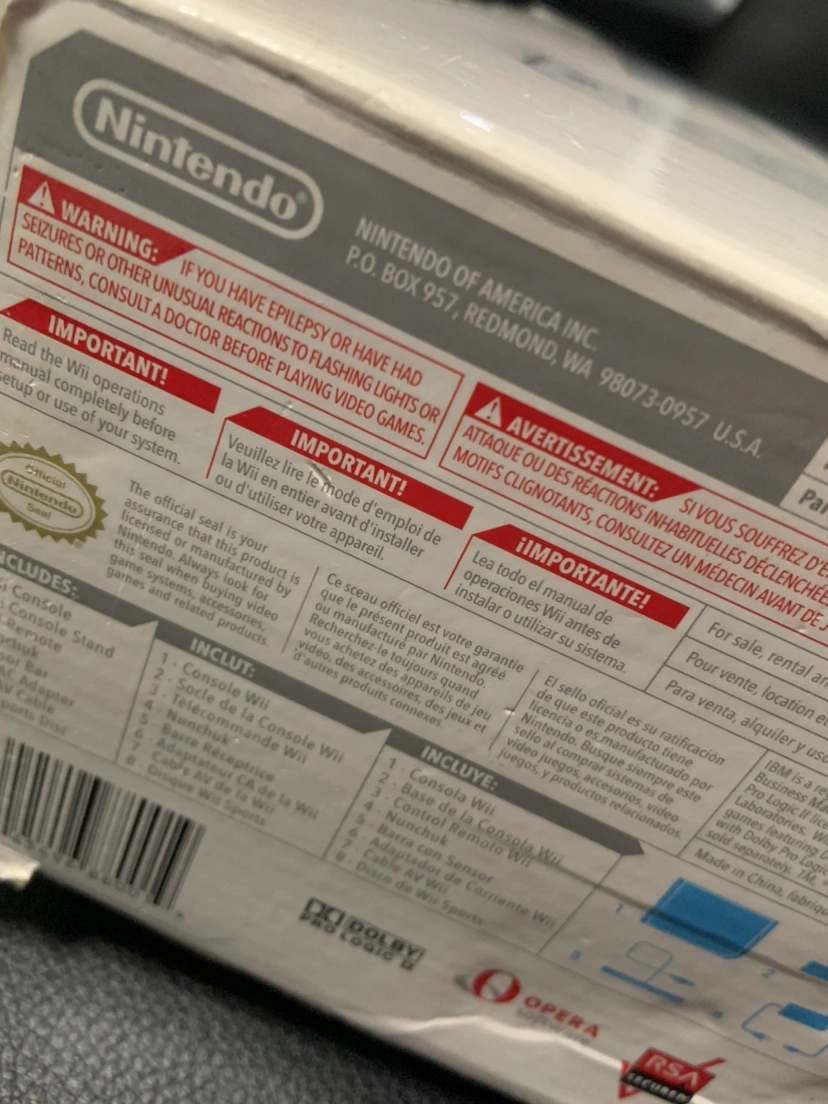 Nintendo®
NINTENDO OF AMERICA INC.
P.O. BOX 957, REDMOND, WA 98073-0957 U.S.A.
WARNING: IF YOU HAVE EPILEPSY OR HAVE HAD
SEIZURES OR OTHER UNUSUAL REACTIONS TO FLASHING LIGHTS OR
PATTERNS, CONSULT A DOCTOR BEFORE PLAYING VIDEO GAMES.
AVERTISSEMENT: SI VOUS SOUFFREZ
ATTAQUE OU DES RÉACTIONS INHABITUELLES
MOTIFS CLIGNOTANTS, CONSULTEZ UN MÉDECIN AVANT DE
IMPORTANT!
Read the Wii operations
manual completely before
setup or use of your system.
IMPORTANT!
Veuillez lire le mode d'emploi de
la Wii en entier avant d'installer
ou d'utiliser votre appareil.
¡IMPORTANTE!
Lea todo el manual de
operaciones Wii antes de
instalar o utilizar su sistema.
For sale, rental
Pour vente, location
Para venta, alquiler y
Official
Nintendo
Seal
The official seal is your
assurance that this product is
licensed or manufactured by
Nintendo. Always look for
this seal when buying video
game systems, accessories,
games and related products.
Ce sceau officiel est votre garantie
que le présent produit est agréé
ou manufacturé par Nintendo.
Recherchez-le toujours quand
vous achetez des appareils de jeu
vidéo, des accessoires, des jeux et
d'autres produits connexes.
El sello oficial es su ratificación
de que este producto tiene
licencia o es manufacturado por
Nintendo. Busque siempre este
sello al comprar sistemas de
video juegos, accesorios, video
juegos, y productos relacionados.
IBM is a
Business
Pro Logic II
Laboratories.
games featuring
with Dolby Pro Logic
sold separately. TM,
Made in China,
Console
Console Stand
AC Adapter
AV Cable
INCLUT:
1 - Console Wii
2 - Socle de la Console Wii
3 - Télécommande Wii
4 - Nunchuk
5 - Barre Réceptrice
6 - Adaptateur CA de la Wii
7 - Cable AV de la Wii
8 - Disque Wii Sports
INCLUYE:
1 - Consola Wii
2 - Base de la Consola Wii
3 - Control Remoto Wii
4 - Nunchuk
5 - Barra con Sensor
6 - Adaptador de Corriente Wii
7 - Cable AV Wii
8 - Disco de Wii Sports
1
2
DOLBY
PRO LOGIC II
OPERA
software
RSA
SECURED